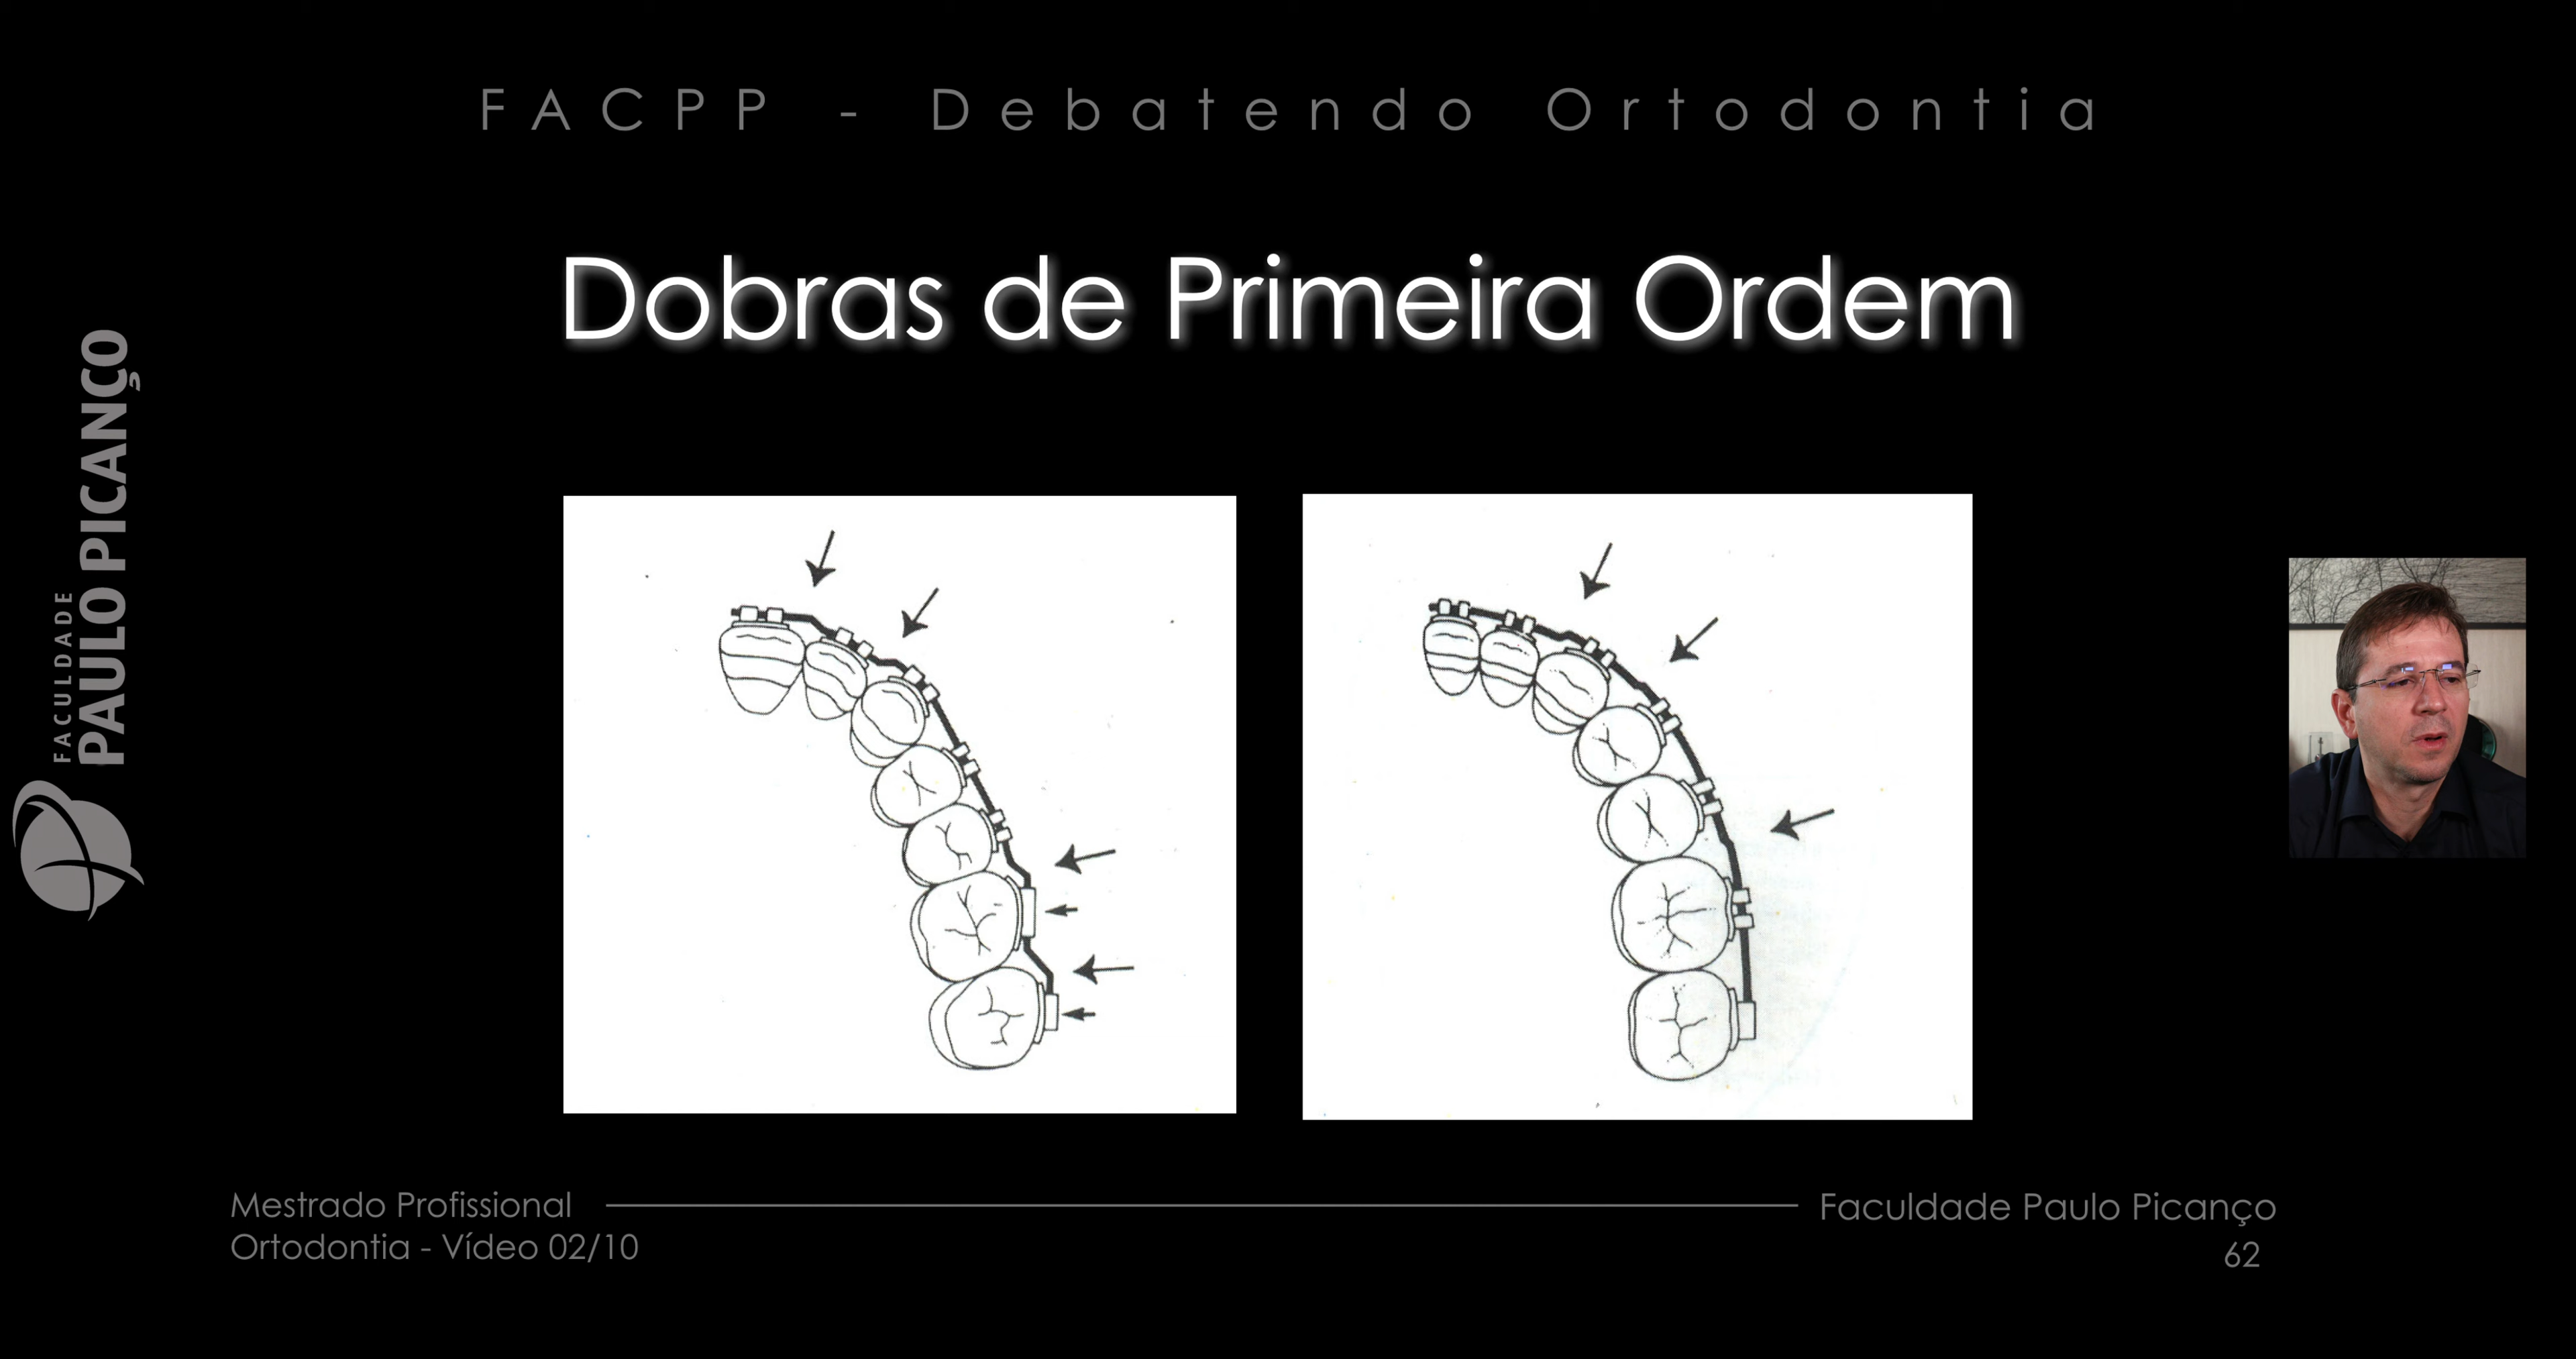 FACPP - Debatendo Ortodontia
Dobras de Primeira Ordem
FACULDADE
PAULO PICANÇO
Mestrado Profissional
Ortodontia - Vídeo 02/10
Faculdade Paulo Picanço
62